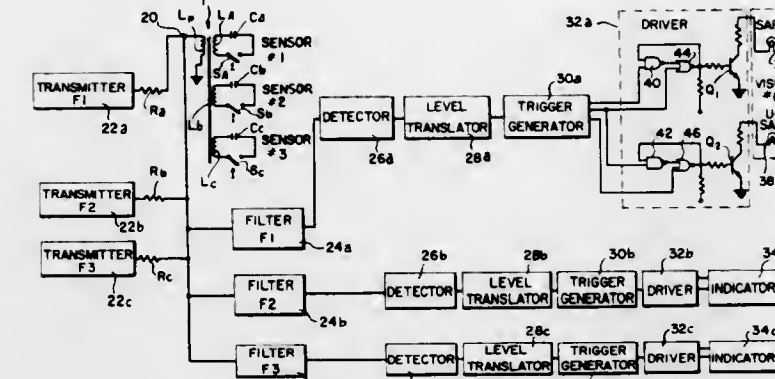 20
Lp
LA
Ca
SENSOR
#1
SA
Cb
SENSOR
#2
Sb
Lb
Cc
SENSOR
#3
Sc
Lc
TRANSMITTER
F1
22a
Ra
TRANSMITTER
F2
22b
Rb
TRANSMITTER
F3
22c
Rc
FILTER
F1
24a
DETECTOR
26a
LEVEL
TRANSLATOR
28a
TRIGGER
GENERATOR
30a
32a
DRIVER
40
44
Q1
42
46
Q2
38
FILTER
F2
24b
DETECTOR
26b
LEVEL
TRANSLATOR
28b
TRIGGER
GENERATOR
30b
DRIVER
32b
INDICATOR
FILTER
F3
DETECTOR
LEVEL
TRANSLATOR
28c
TRIGGER
GENERATOR
DRIVER
32c
INDICATOR
34c